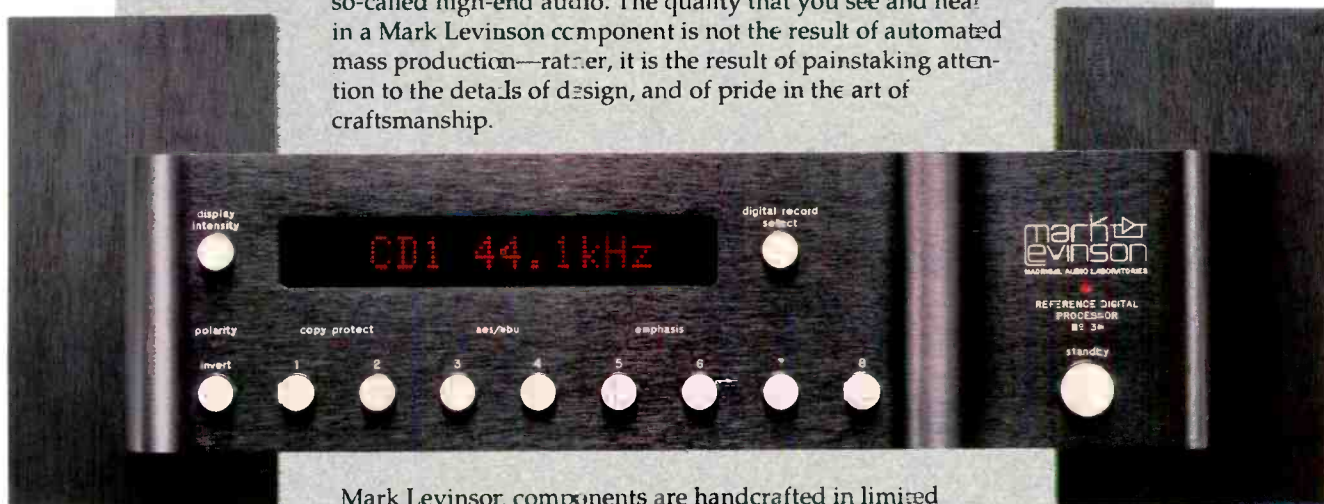 so-called high-end audio. The quality that you see and hear
in a Mark Levinson component is not the result of automated
mass production—rather, it is the result of painstaking atten-
tion to the details of design, and of pride in the art of
craftsmanship.
display
intensity
CD1 44.1kHz
digital record
select
mark
levinson
MADRIGAL AUDIO LABORATORIES
REFERENCE DIGITAL
PROCESSOR
polarity
copy protect
aes/ebu
emphasis
standby
invert
1 2 3 4 5 6 7 8
Mark Levinson components are handcrafted in limited